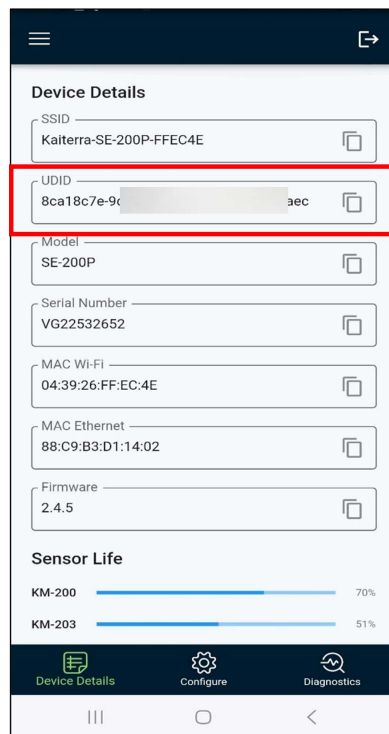 Device Details
SSID
Kaiterra-SE-200P-FFEC4E
UDID
8ca18c7e-9 aec
Model
SE-200P
Serial Number
VG22532652
MAC Wi-Fi
04:39:26:FF:EC:4E
MAC Ethernet
88:C9:B3:D1:14:02
Firmware
2.4.5
Sensor Life
KM-200 70%
KM-203 51%
Device Details Configure Diagnostics